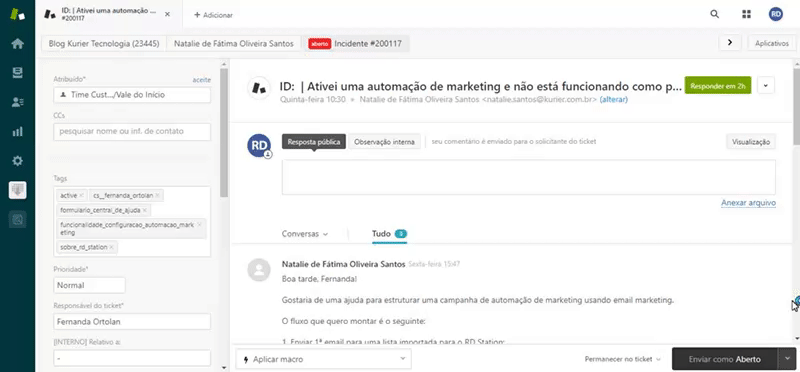 ID: | Ativei uma automação ...
#200117
+ Adicionar
RD
Blog Kurier Tecnologia (23445)
Natalie de Fátima Oliveira Santos
aberto Incidente #200117
Aplicativos
Atribuído*
aceite
Time Cust.../Vale do Início
CCs
pesquisar nome ou inf. de contato
Tags
active
cs__fernanda_ortolan
formulario_central_de_ajuda
funcionalidade_configuracao_automacao_mark
eting
sobre_rd_station
Prioridade*
Normal
Responsável do ticket*
Fernanda Ortolan
[INTERNO] Relativo a:
-
ID: | Ativei uma automação de marketing e não está funcionando como p...
Responder em 2h
Quinta-feira 10:30 Natalie de Fátima Oliveira Santos <natalie.santos@kurier.com.br> (alterar)
RD
Resposta pública
Observação interna
seu comentário é enviado para o solicitante do ticket
Visualização
Anexar arquivo
Conversas
Tudo
Natalie de Fátima Oliveira Santos Sexta-feira 15:47
Boa tarde, Fernanda!
Gostaria de uma ajuda para estruturar uma campanha de automação de marketing usando email marketing.
O fluxo que quero montar é o seguinte:
1. Enviar 1º email para uma lista importada para o RD Station;
Aplicar macro
Permanecer no ticket
Enviar como Aberto